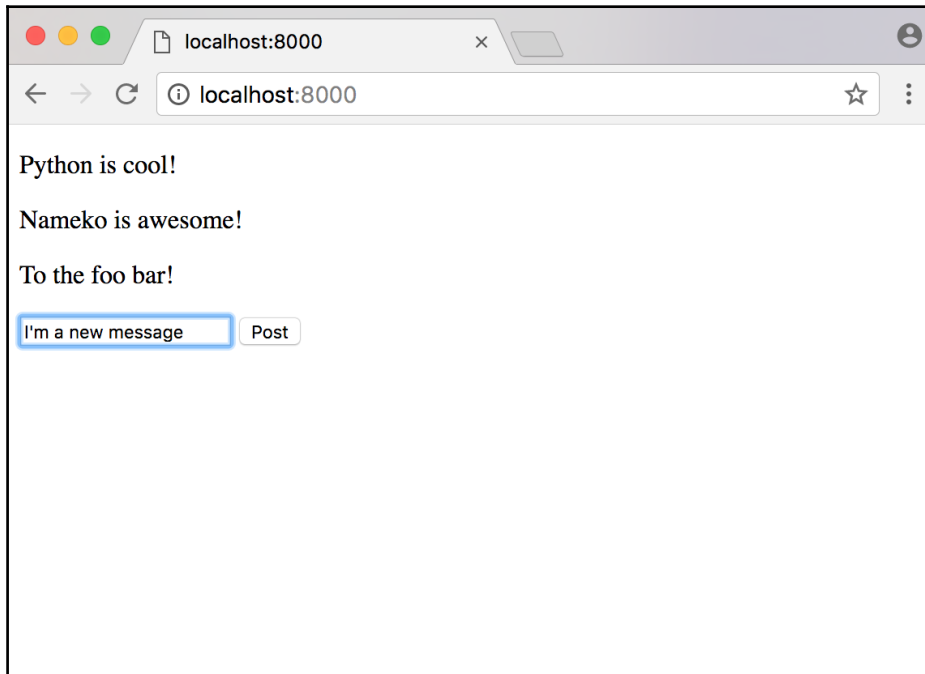 localhost:8000
localhost:8000
Python is cool!
Nameko is awesome!
To the foo bar!
I'm a new message Post